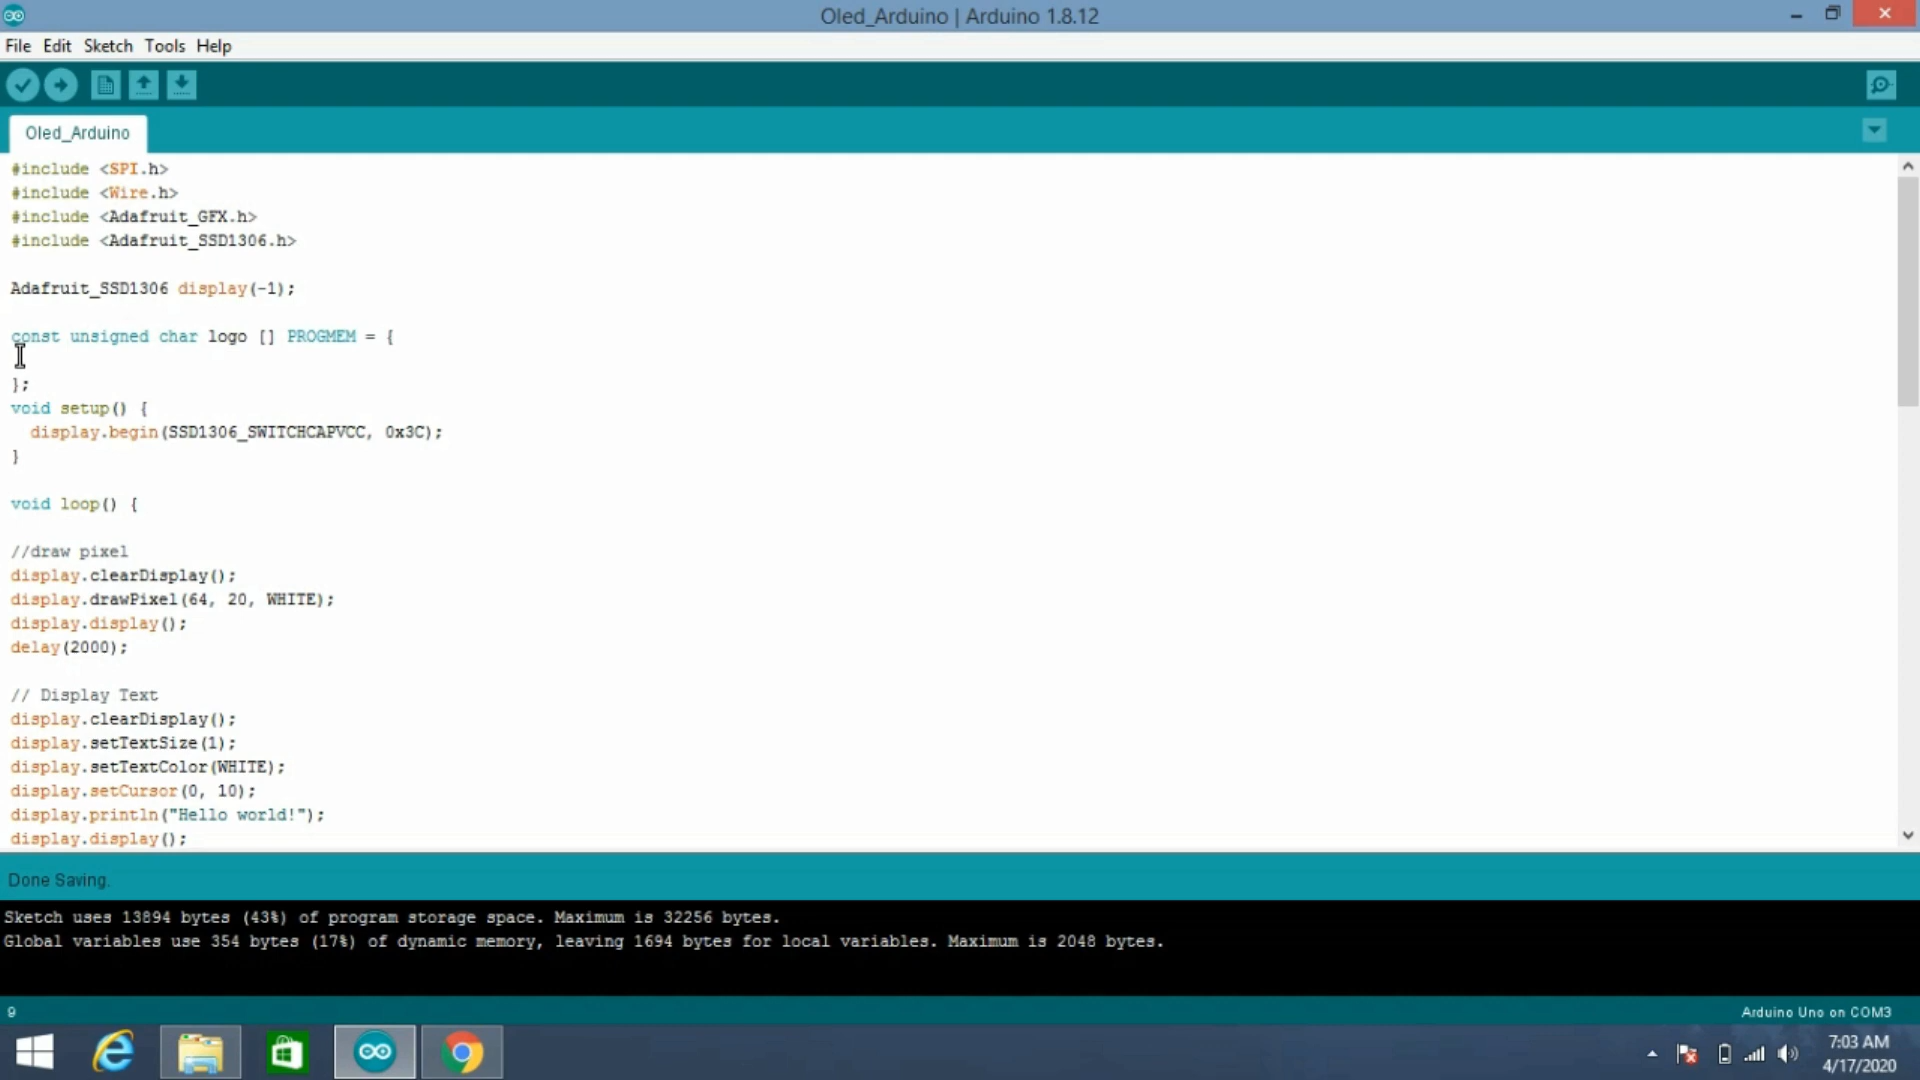 Oled_Arduino | Arduino 1.8.12
File Edit Sketch Tools Help
Oled_Arduino
#include <SPI.h>
#include <Wire.h>
#include <Adafruit_GFX.h>
#include <Adafruit_SSD1306.h>
Adafruit_SSD1306 display(-1);
const unsigned char logo [] PROGMEM = {
};
void setup() {
display.begin(SSD1306_SWITCHCAPVCC, 0x3C);
}
void loop() {
//draw pixel
display.clearDisplay();
display.drawPixel(64, 20, WHITE);
display.display();
delay(2000);
// Display Text
display.clearDisplay();
display.setTextSize(1);
display.setTextColor(WHITE);
display.setCursor(0, 10);
display.println("Hello world!");
display.display();
Done Saving.
Sketch uses 13894 bytes (43%) of program storage space. Maximum is 32256 bytes.
Global variables use 354 bytes (17%) of dynamic memory, leaving 1694 bytes for local variables. Maximum is 2048 bytes.
9
Arduino Uno on COM3
7:03 AM
4/17/2020